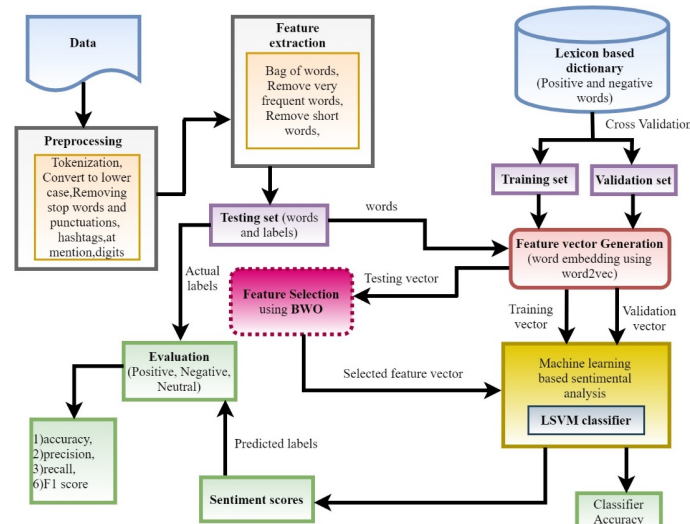 Data
Feature
extraction
Bag of words,
Remove very
frequent words,
Remove short
words,
Lexicon based
dictionary
(Positive and negative
words)
Cross Validation
Preprocessing
Tokenization,
Convert to lower
case,Removing
stop words and
punctuations,
hashtags,at
mention,digits
Training set
Validation set
Testing set (words
and labels)
words
Feature vector Generation
(word embedding using
word2vec)
Actual
labels
Testing vector
Feature Selection
using BWO
Training
vector
Validation
vector
Evaluation
(Positive, Negative,
Neutral)
Selected feature vector
Machine learning
based sentimental
analysis
LSVM classifier
1)accuracy,
2)precision,
3)recall,
6)F1 score
Predicted labels
Sentiment scores
Classifier
Accuracy